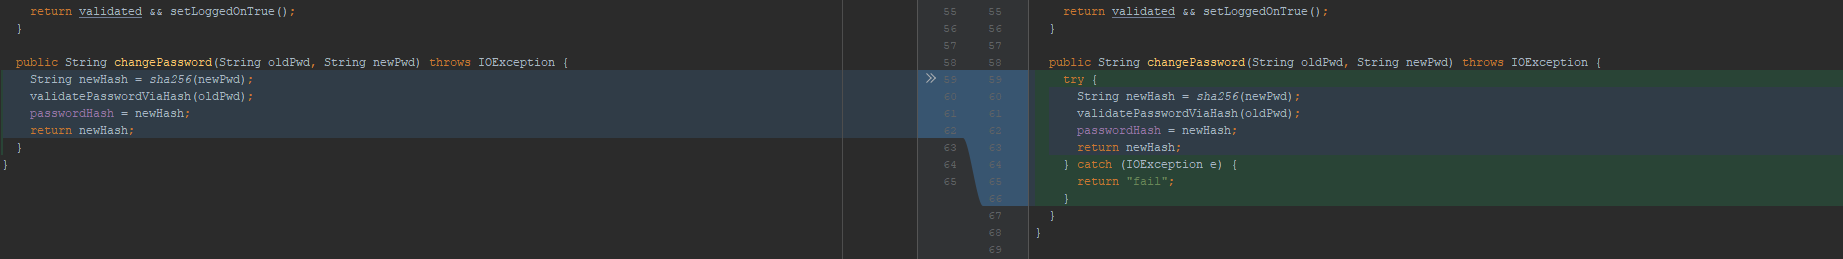 return validated && setLoggedOnTrue();
}
public String changePassword(String oldPwd, String newPwd) throws IOException {
String newHash = sha256(newPwd);
validatePasswordViaHash(oldPwd);
passwordHash = newHash;
return newHash;
}
}
55 55
56 56
57 57
58 58
59 59
60 60
61 61
62 62
63 63
64 64
65 65
66
67
68
69
return validated && setLoggedOnTrue();
}
public String changePassword(String oldPwd, String newPwd) throws IOException {
try {
String newHash = sha256(newPwd);
validatePasswordViaHash(oldPwd);
passwordHash = newHash;
return newHash;
} catch (IOException e) {
return "fail";
}
}
}